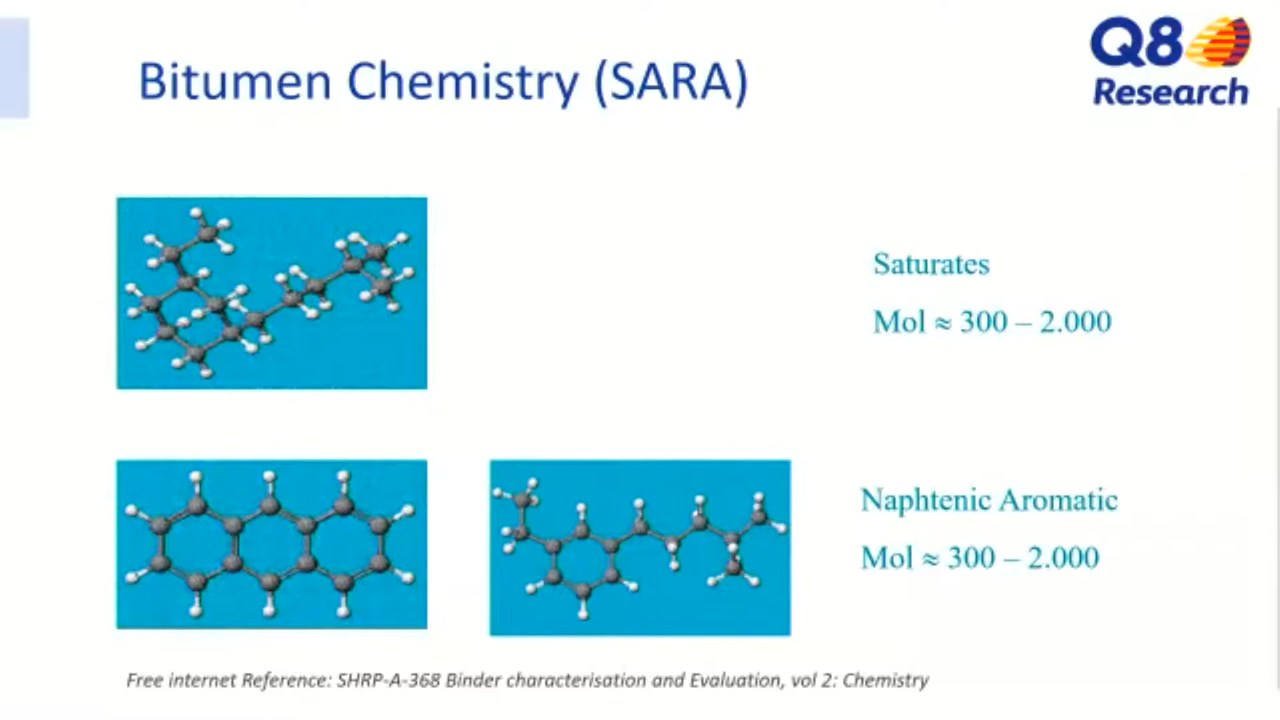 Bitumen Chemistry (SARA)
Q8
Research
Saturates
Mol ≈ 300 – 2.000
Naphtenic Aromatic
Mol ≈ 300 – 2.000
Free internet Reference: SHRP-A-368 Binder characterisation and Evaluation, vol 2: Chemistry